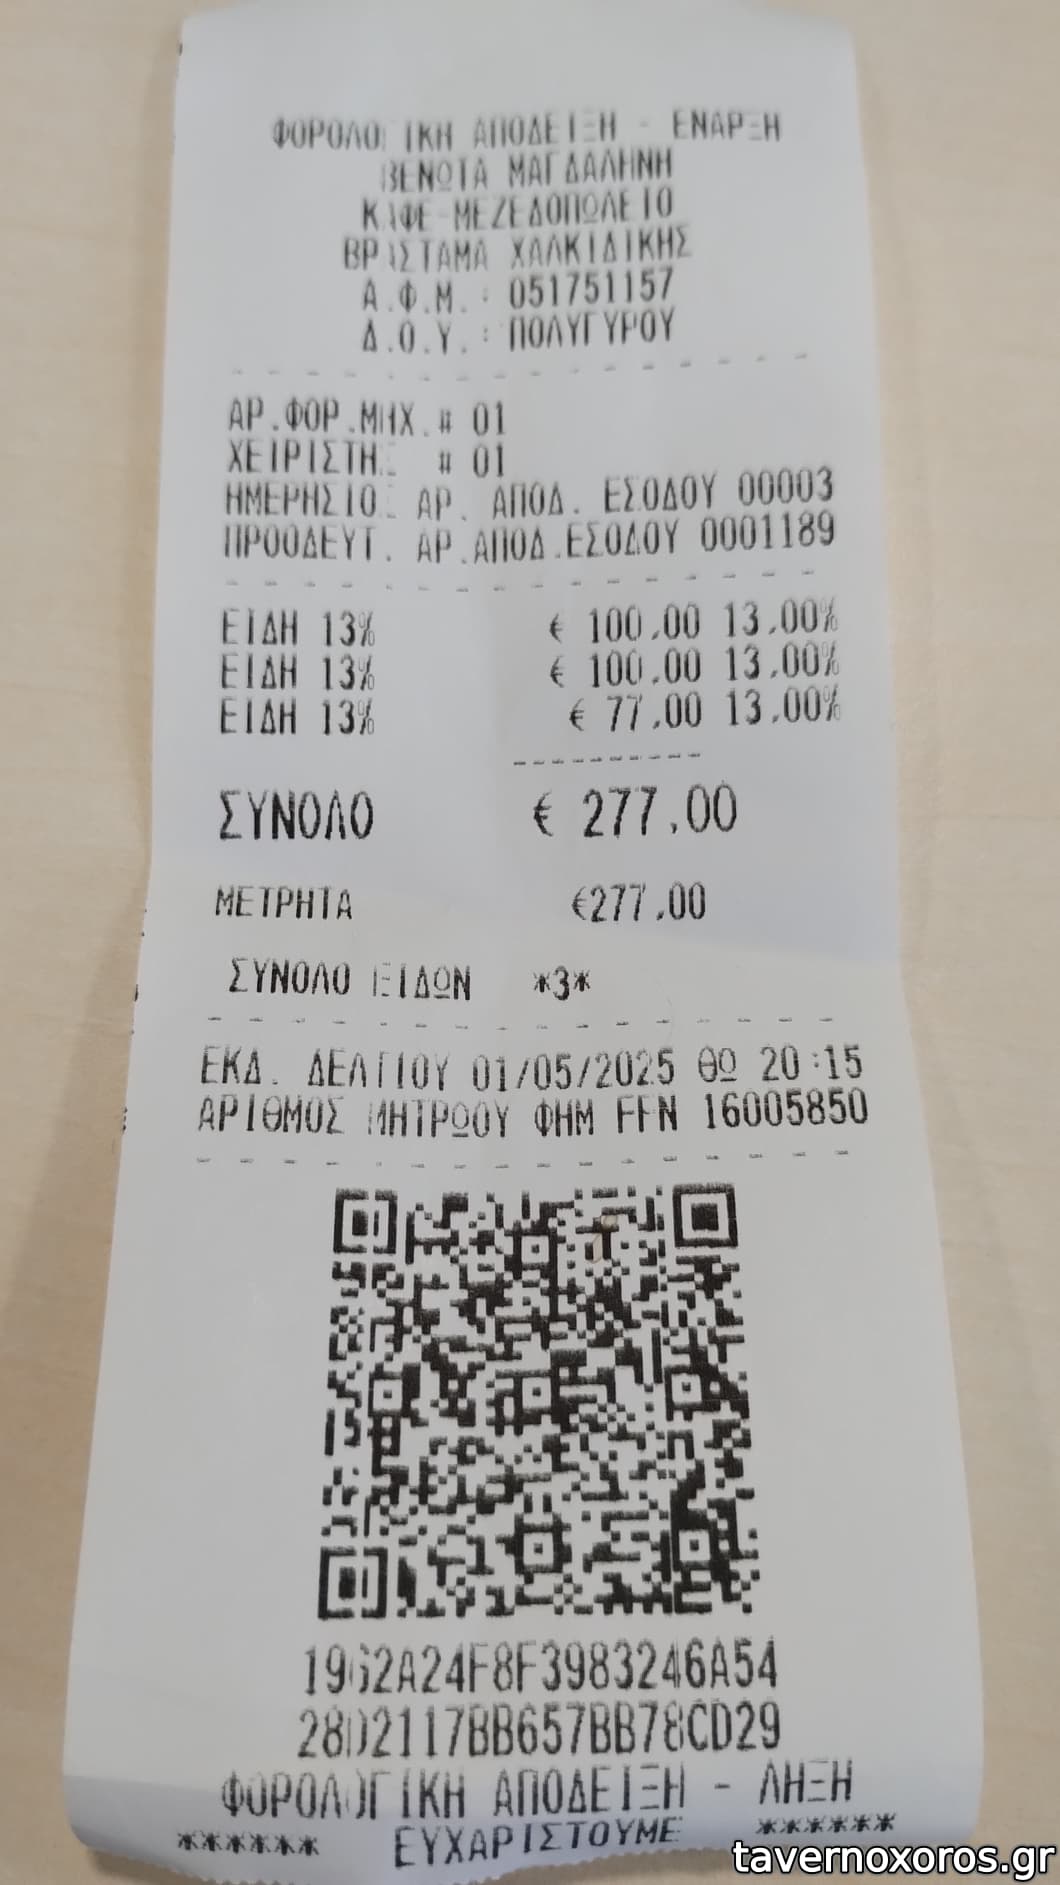 ΦΟΡΟΛΟΓΙΚΗ ΑΠΟΔΕΙΞΗ - ΕΝΑΡΞΗ
ΒΕΝΩΤΑ ΜΑΓΔΑΛΗΝΗ
ΚΑΦΕ-ΜΕΖΕΔΟΠΩΛΕΙΟ
ΒΡΑΣΤΑΜΑ ΧΑΛΚΙΔΙΚΗΣ
Α.Φ.Μ. : 051751157
Δ.Ο.Υ. : ΠΟΛΥΓΥΡΟΥ
ΑΡ.ΦΟΡ.ΜΗΧ.# 01
ΧΕΙΡΙΣΤΗΣ # 01
ΗΜΕΡΗΣΙΟΣ ΑΡ. ΑΠΟΔ. ΕΣΟΔΟΥ 00003
ΠΡΟΟΔΕΥΤ. ΑΡ.ΑΠΟΔ.ΕΣΟΔΟΥ 0001189
ΕΙΔΗ 13% € 100,00 13,00%
ΕΙΔΗ 13% € 100,00 13,00%
ΕΙΔΗ 13% € 77,00 13,00%
ΣΥΝΟΛΟ € 277,00
ΜΕΤΡΗΤΑ €277,00
ΣΥΝΟΛΟ ΕΙΔΩΝ *3*
ΕΚΔ. ΔΕΛΤΙΟΥ 01/05/2025 ΘΩ 20:15
ΑΡΙΘΜΟΣ ΜΗΤΡΩΟΥ ΦΗΜ FFN 16005850
1962A24F8F3983246A54
28D2117BB657BB78CD29
ΦΟΡΟΛΟΓΙΚΗ ΑΠΟΔΕΙΞΗ - ΛΗΞΗ
****** ΕΥΧΑΡΙΣΤΟΥΜΕ ******
tavernoxoros.gr